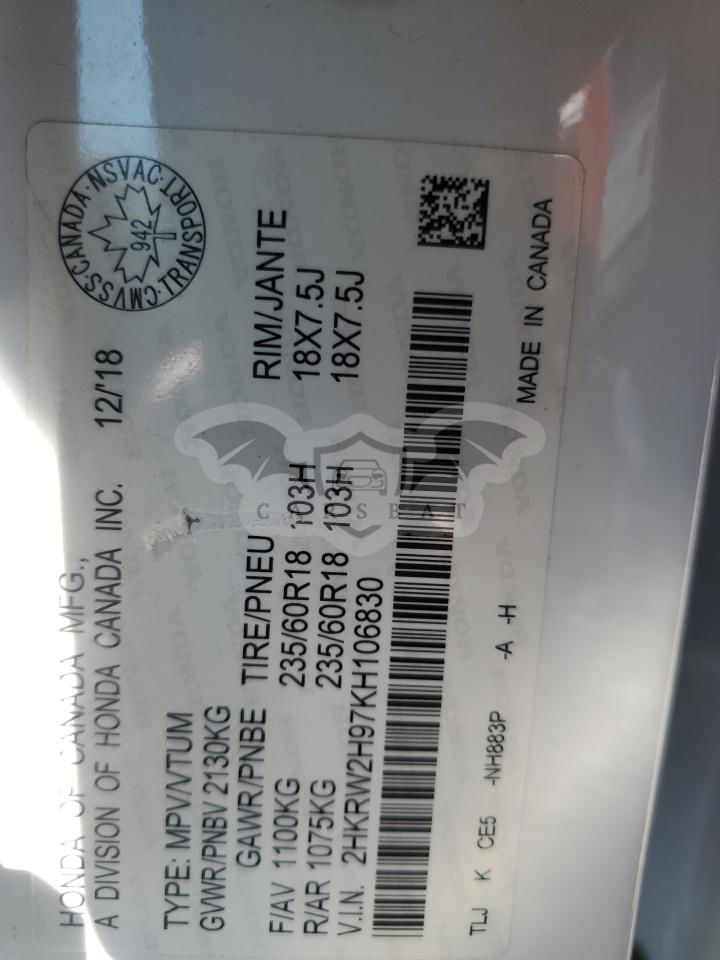 HONDA OF CANADA MFG.,
A DIVISION OF HONDA CANADA INC. 12/'18
CMVSS·CANADA·NSVAC·TRANSPORT·
942
TYPE: MPV/VTUM
GVWR/PNBV 2130KG
GAWR/PNBE TIRE/PNEU RIM/JANTE
F/AV 1100KG 235/60R18 103H 18X7.5J
R/AR 1075KG 235/60R18 103H 18X7.5J
V.I.N. 2HKRW2H97KH106830
TLJ K CE5 -NH883P -A -H
MADE IN CANADA
CARSBAT
HONDA